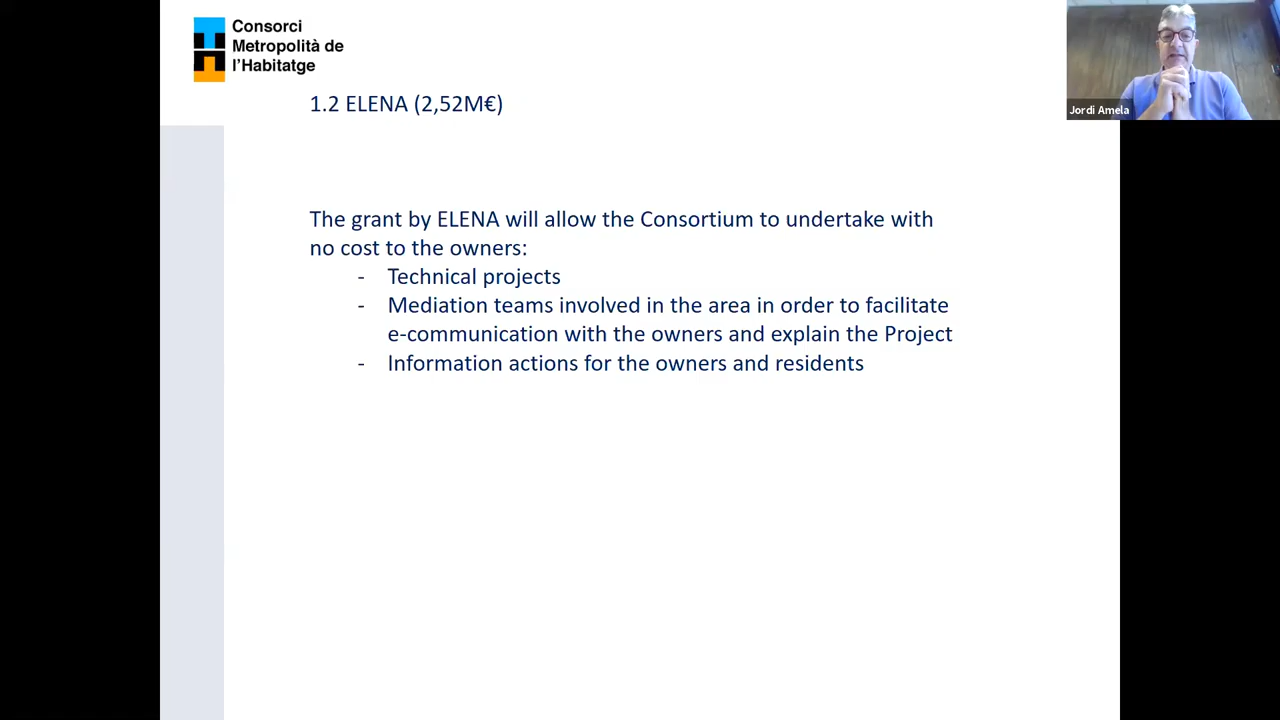 Consorci
Metropolità de
l'Habitatge
Jordi Amela
1.2 ELENA (2,52M€)
The grant by ELENA will allow the Consortium to undertake with
no cost to the owners:
- Technical projects
- Mediation teams involved in the area in order to facilitate
e-communication with the owners and explain the Project
- Information actions for the owners and residents